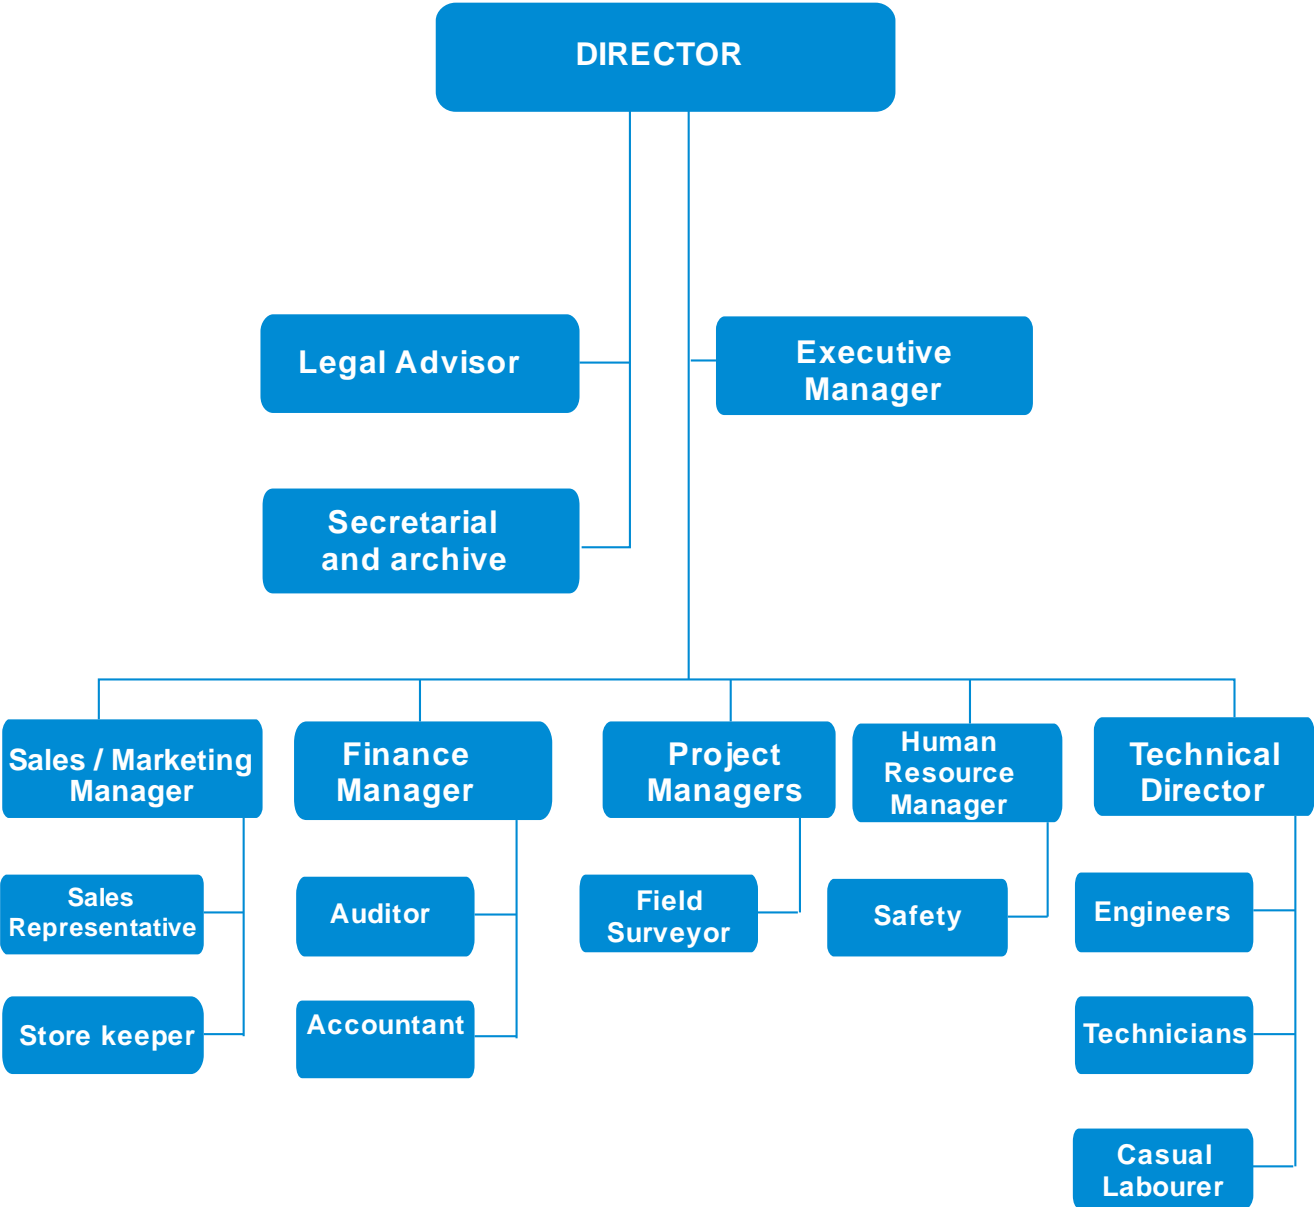 DIRECTOR
Legal Advisor
Executive
Manager
Secretarial
and archive
Sales / Marketing
Manager
Finance
Manager
Project
Managers
Human
Resource
Manager
Technical
Director
Sales
Representative
Auditor
Field
Surveyor
Safety
Engineers
Store keeper
Accountant
Technicians
Casual
Labourer